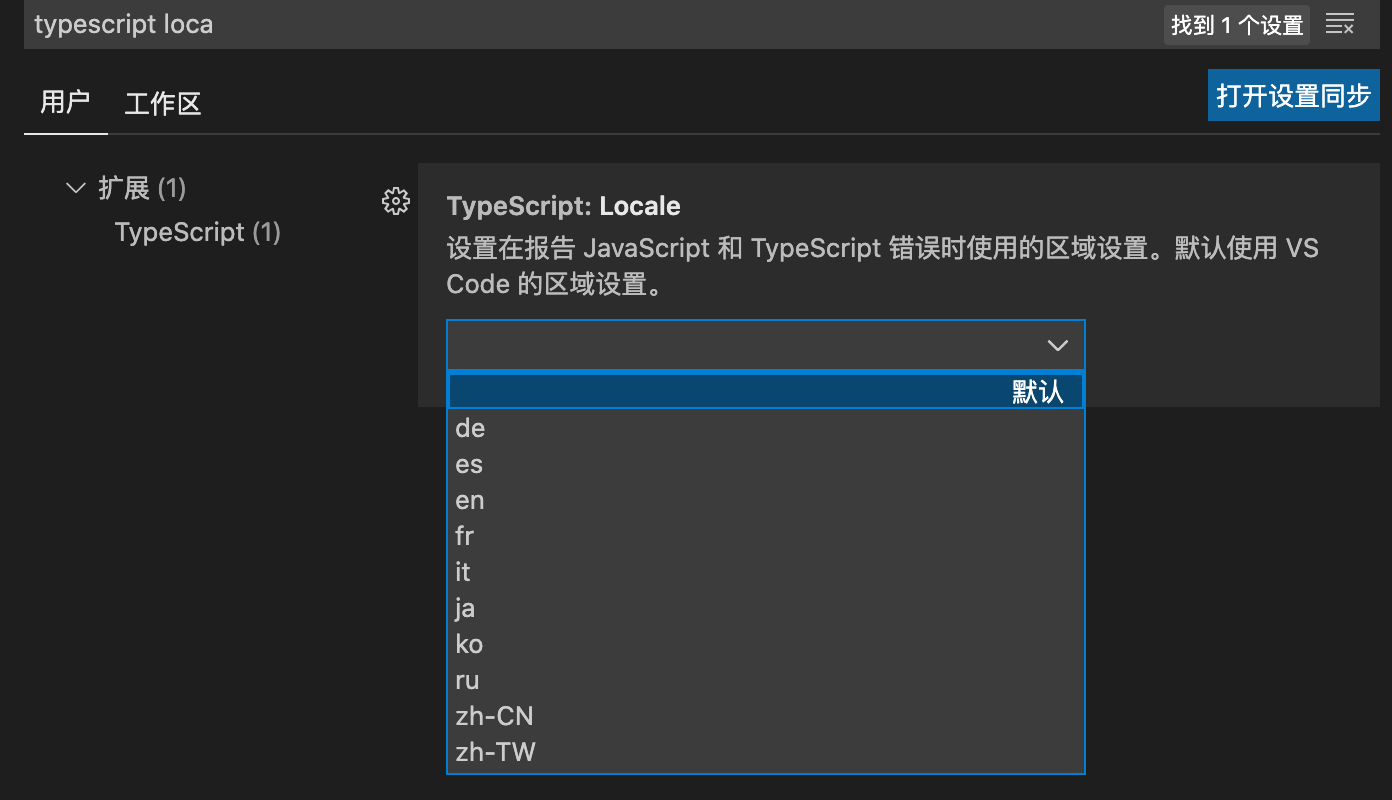 typescript loca
找到 1 个设置
用户
工作区
打开设置同步
扩展 (1)
TypeScript (1)
TypeScript: Locale
设置在报告 JavaScript 和 TypeScript 错误时使用的区域设置。默认使用 VS
Code 的区域设置。
默认
de
es
en
fr
it
ja
ko
ru
zh-CN
zh-TW